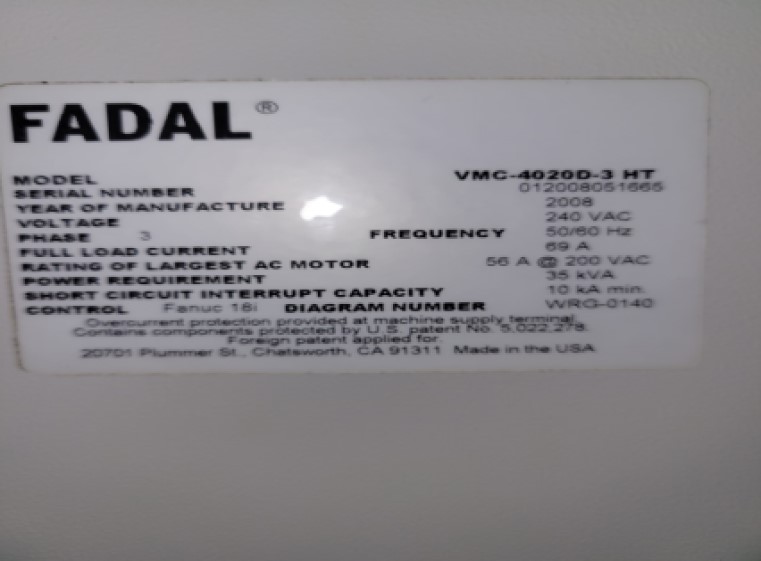 FADAL®
MODEL VMC-4020D-3 HT
SERIAL NUMBER 012008051665
YEAR OF MANUFACTURE 2008
VOLTAGE 240 VAC
PHASE 3 FREQUENCY 50/60 Hz
FULL LOAD CURRENT 69 A
RATING OF LARGEST AC MOTOR 56 A @ 200 VAC
POWER REQUIREMENT 35 kVA
SHORT CIRCUIT INTERRUPT CAPACITY 10 kA min.
CONTROL Fanuc 18i DIAGRAM NUMBER WRG-0140
Overcurrent protection provided at machine supply terminal.
Contains components protected by U.S. patent No. 5,022,278.
Foreign patent applied for.
20701 Plummer St., Chatsworth, CA 91311 Made in the USA